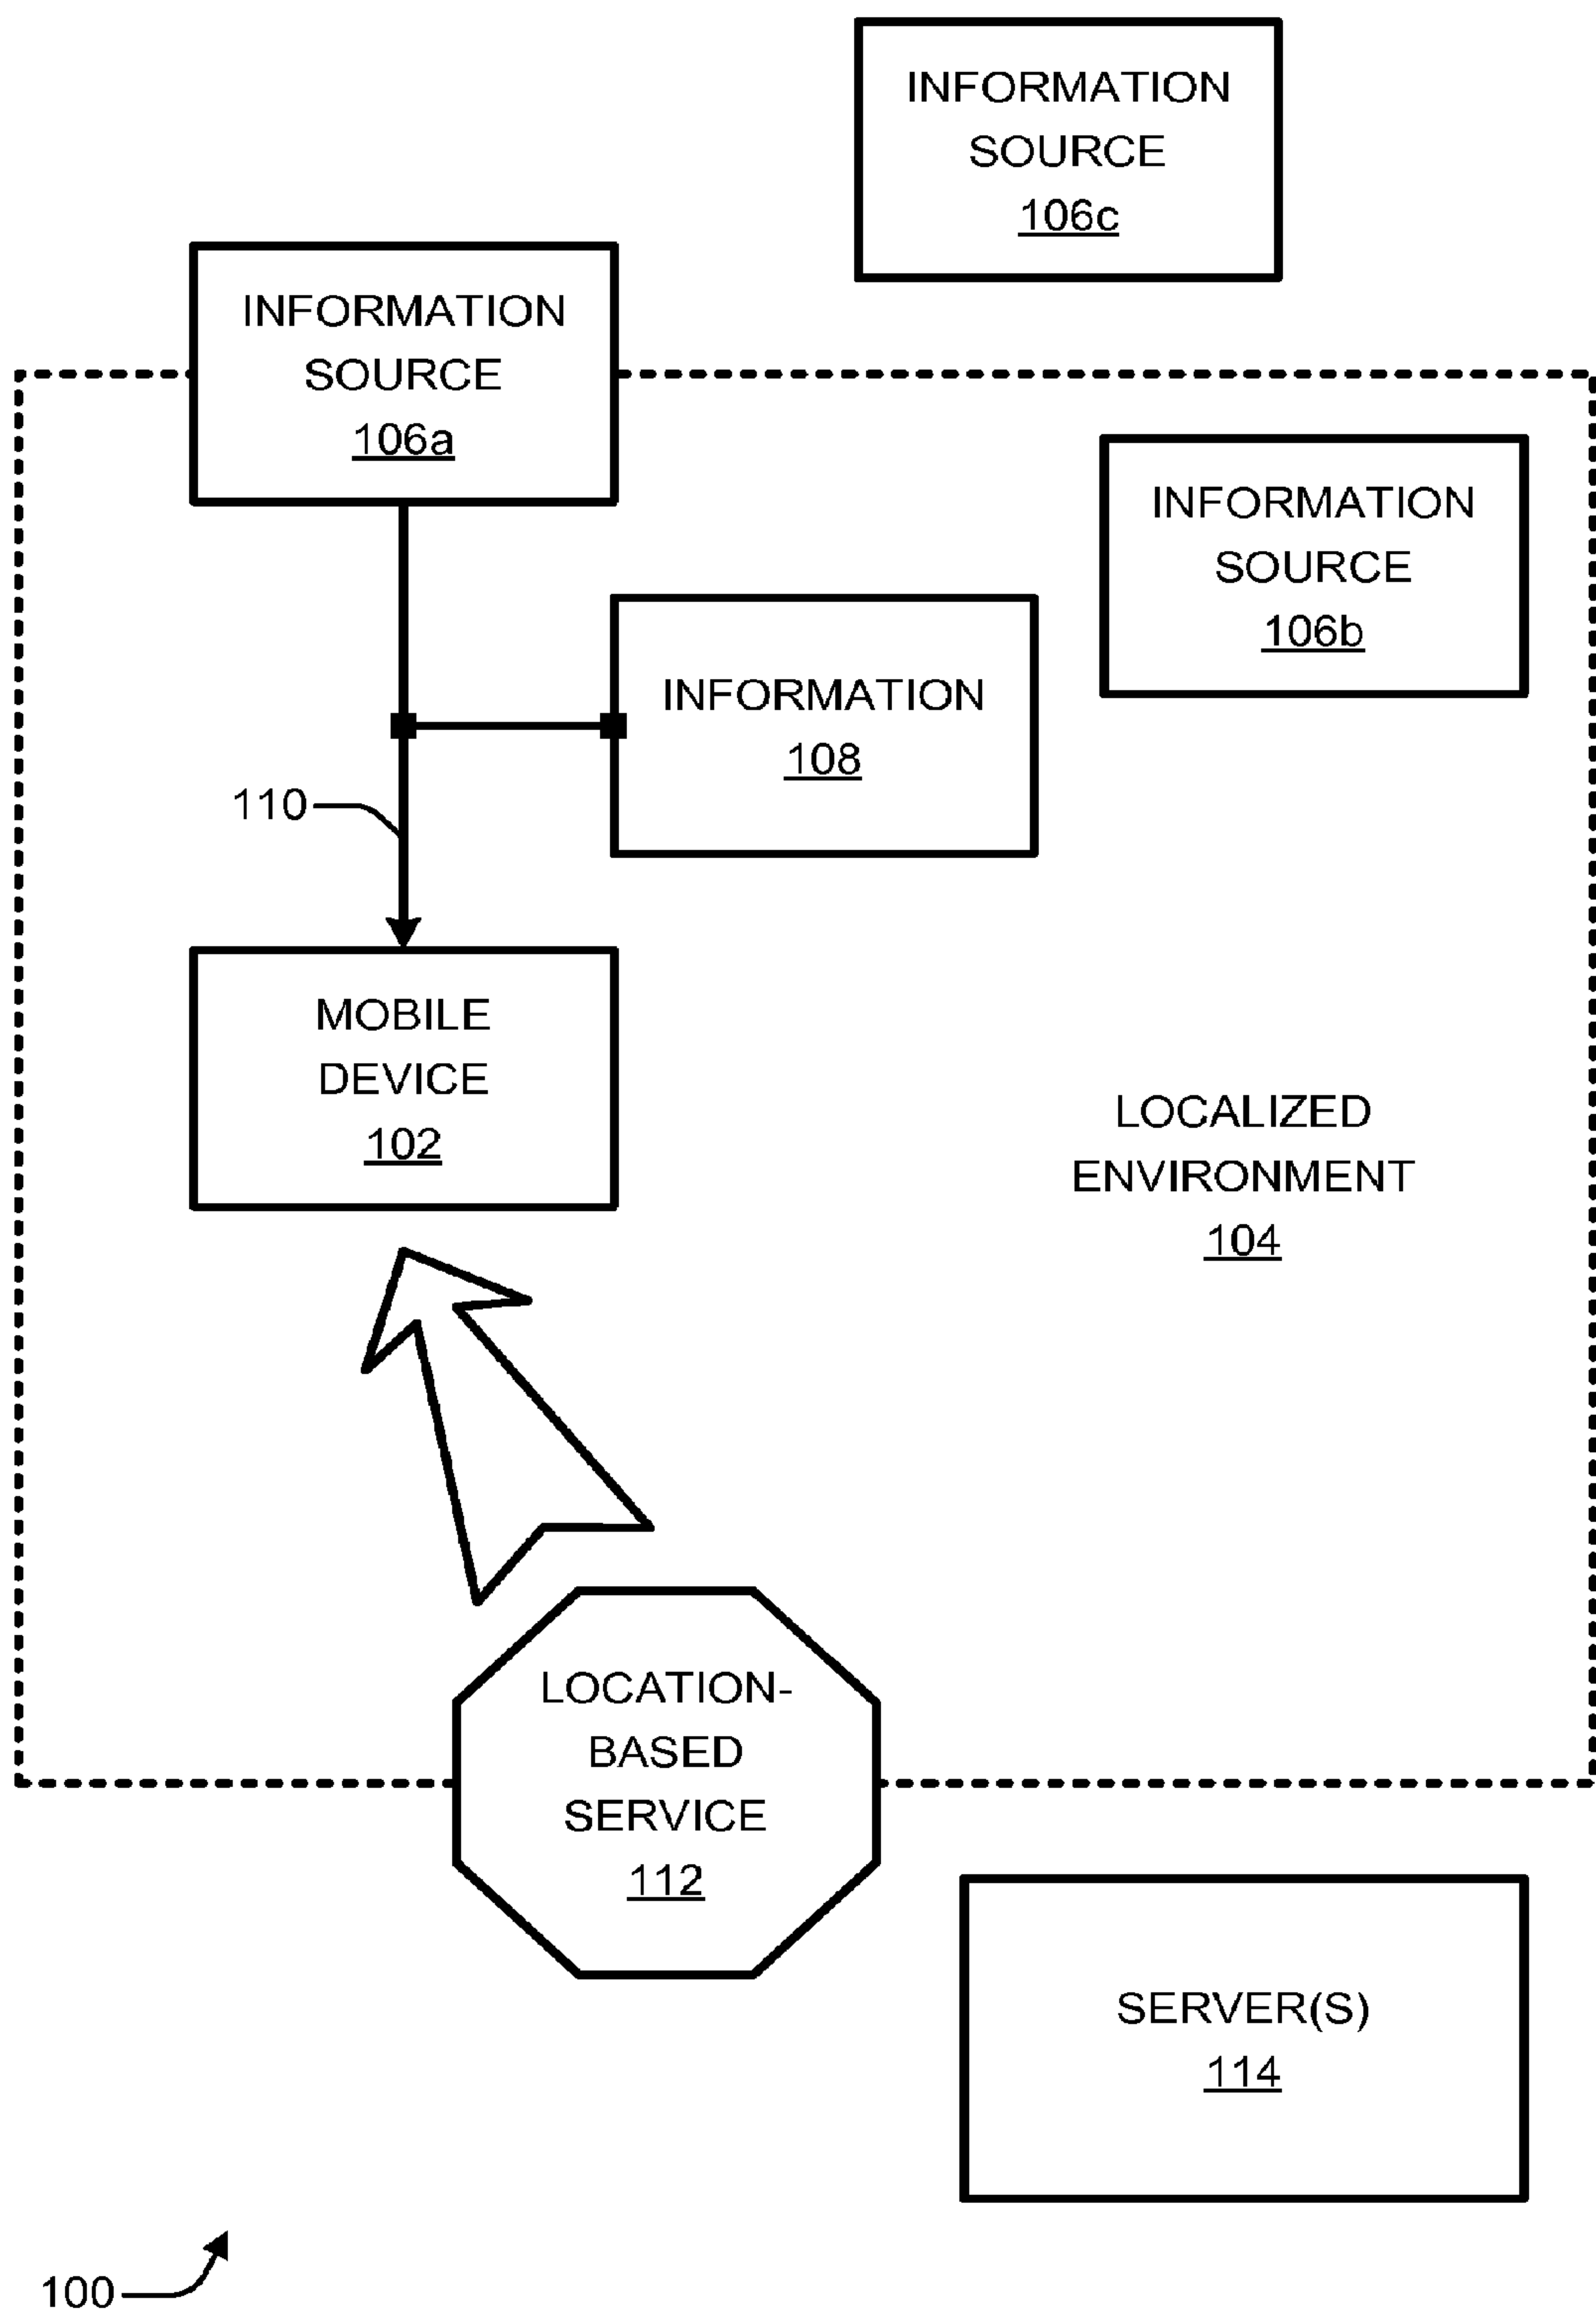 INFORMATION
SOURCE
106c
INFORMATION
SOURCE
106a
INFORMATION
SOURCE
106b
INFORMATION
108
110
MOBILE
DEVICE
102
LOCALIZED
ENVIRONMENT
104
LOCATION-
BASED
SERVICE
112
SERVER(S)
114
100